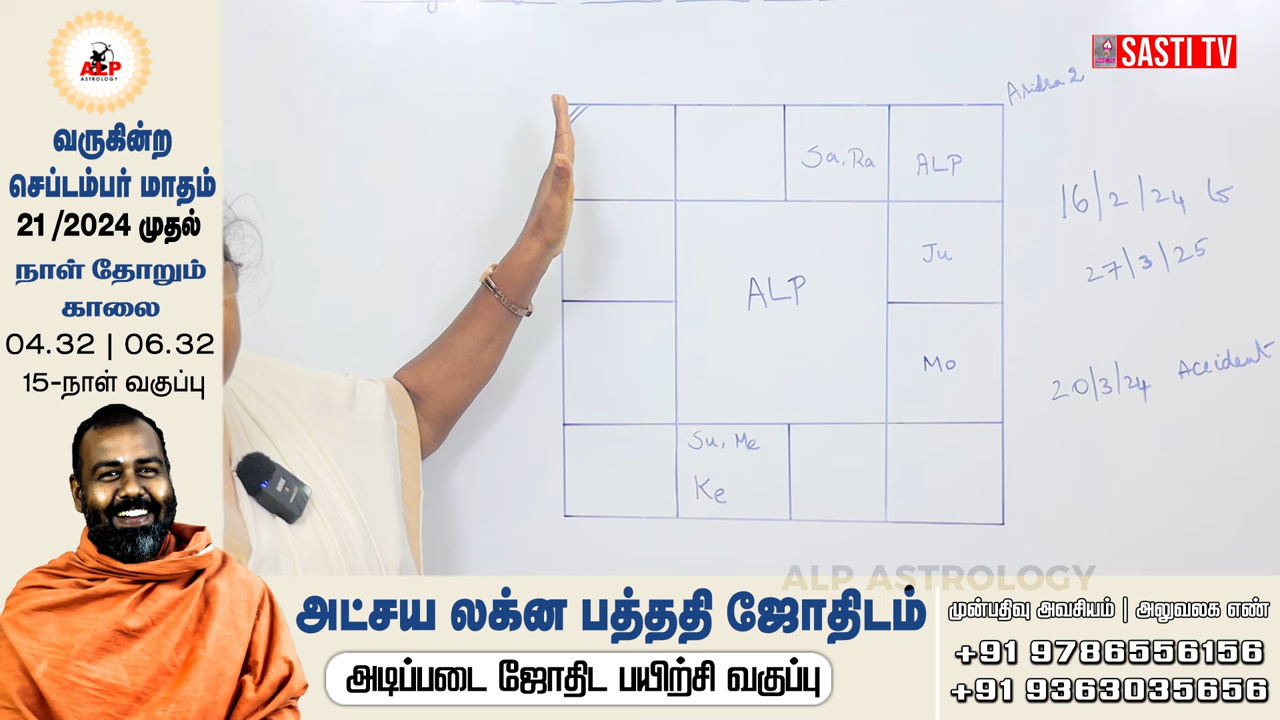 ALP
ASTROLOGY
வருகின்ற
செப்டம்பர் மாதம்
21 /2024 முதல்
நாள் தோறும்
காலை
04.32 | 06.32
15-நாள் வகுப்பு
SASTI TV
Sa, Ra
ALP
Ju
ALP
Mo
Su, Me
Ke
16/2/24 to
27/3/25
20/3/24 Accident
ALP ASTROLOGY
அட்சய லக்ன பத்ததி ஜோதிடம்
அடிப்படை ஜோதிட பயிற்சி வகுப்பு
முன்பதிவு அவசியம் | அலுவலக எண்
+91 9786556156
+91 9363035656